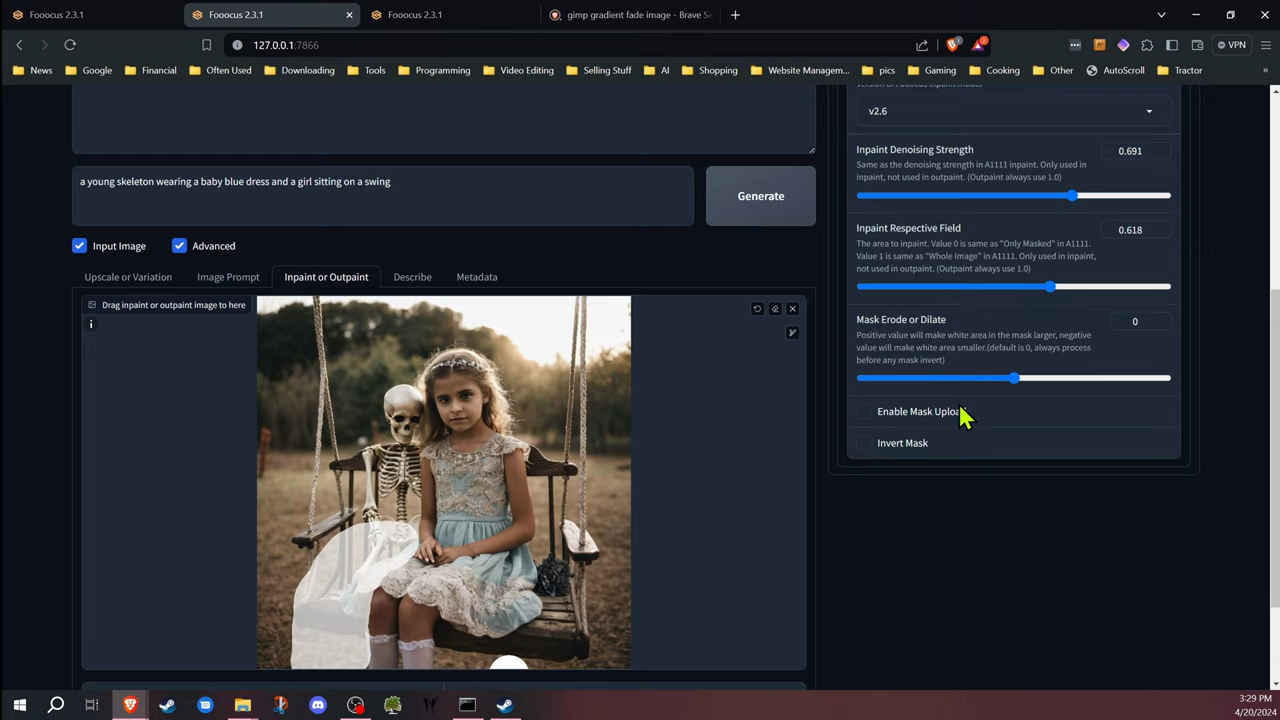 Fooocus 2.3.1
Fooocus 2.3.1
Fooocus 2.3.1
gimp gradient fade image - Brave Se
127.0.0.1:7866
1
2
VPN
News
Google
Financial
Often Used
Downloading
Tools
Programming
Video Editing
Selling Stuff
AI
Shopping
Website Managem...
pics
Gaming
Cooking
Other
AutoScroll
Tractor
»
Version of Fooocus inpaint model
v2.6
Inpaint Denoising Strength
0.691
Same as the denoising strength in A1111 inpaint. Only used in
inpaint, not used in outpaint. (Outpaint always use 1.0)
a young skeleton wearing a baby blue dress and a girl sitting on a swing
Generate
Inpaint Respective Field
0.618
The area to inpaint. Value 0 is same as "Only Masked" in A1111.
Value 1 is same as "Whole Image" in A1111. Only used in inpaint,
not used in outpaint. (Outpaint always use 1.0)
Input Image
Advanced
Upscale or Variation
Image Prompt
Inpaint or Outpaint
Describe
Metadata
Drag inpaint or outpaint image to here
i
Mask Erode or Dilate
0
Positive value will make white area in the mask larger, negative
value will make white area smaller.(default is 0, always process
before any mask invert)
Enable Mask Uploa
Invert Mask
3:29 PM
4/20/2024